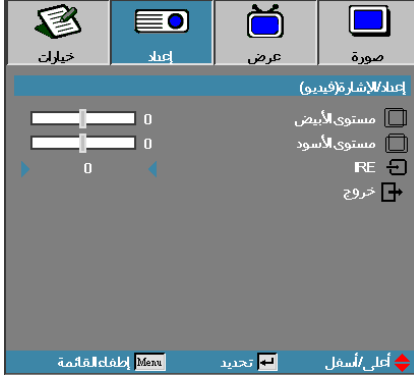 صورة
عرض
إعداد
خيارات
إعداد/الإشارة(فيديو)
مستوى الأبيض 0
مستوى الأسود 0
IRE 0
خروج
أعلى/أسفل تحديد Menu إطفاء القائمة